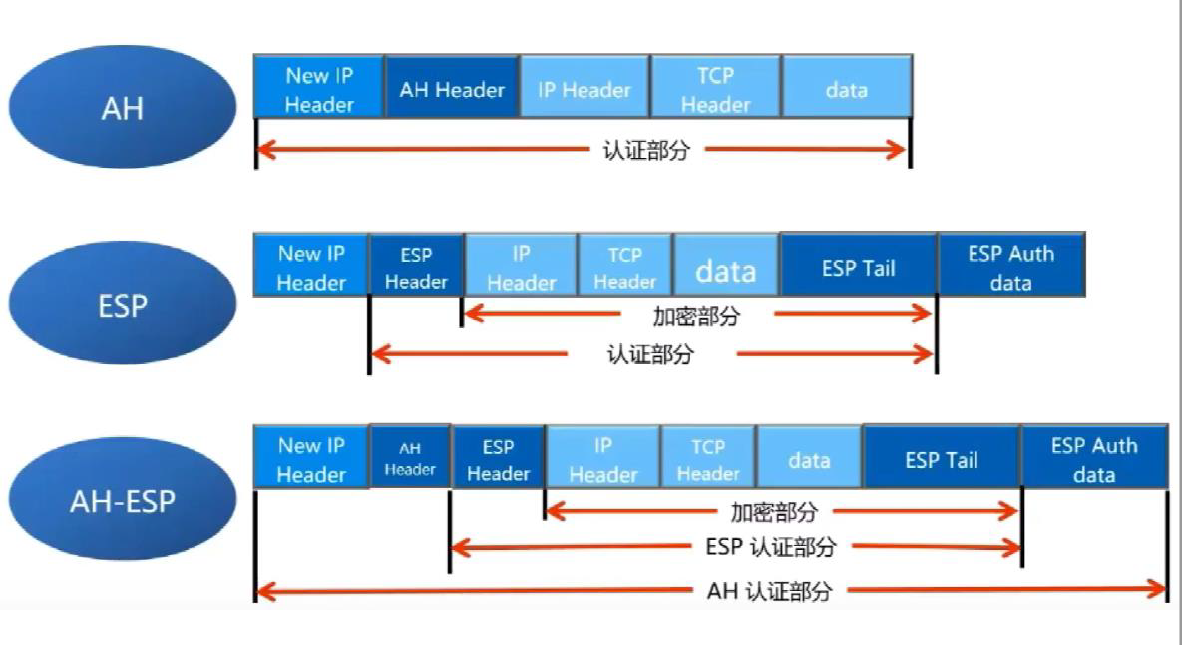 AH
New IP
Header
AH Header
IP Header
TCP
Header
data
认证部分
ESP
New IP
Header
ESP
Header
IP
Header
TCP
Header
data
ESP Tail
ESP Auth
data
加密部分
认证部分
AH-ESP
New IP
Header
AH
Header
ESP
Header
IP
Header
TCP
Header
data
ESP Tail
ESP Auth
data
加密部分
ESP 认证部分
AH 认证部分